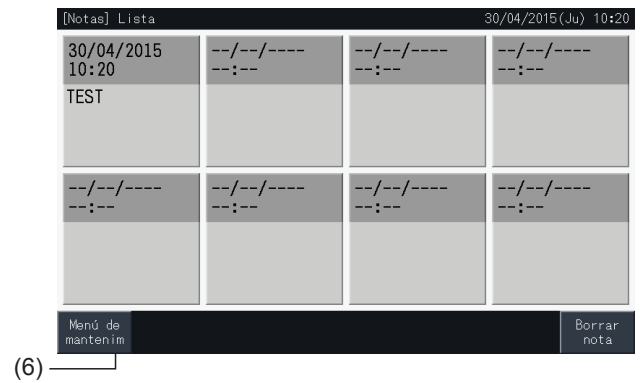 [Notas] Lista 30/04/2015(Ju) 10:20
30/04/2015 --/--/---- --/--/---- --/--/----
10:20 --:-- --:-- --:--
TEST
--/--/---- --/--/---- --/--/---- --/--/----
--:-- --:-- --:-- --:--
Menú de Borrar
mantenim nota
(6)